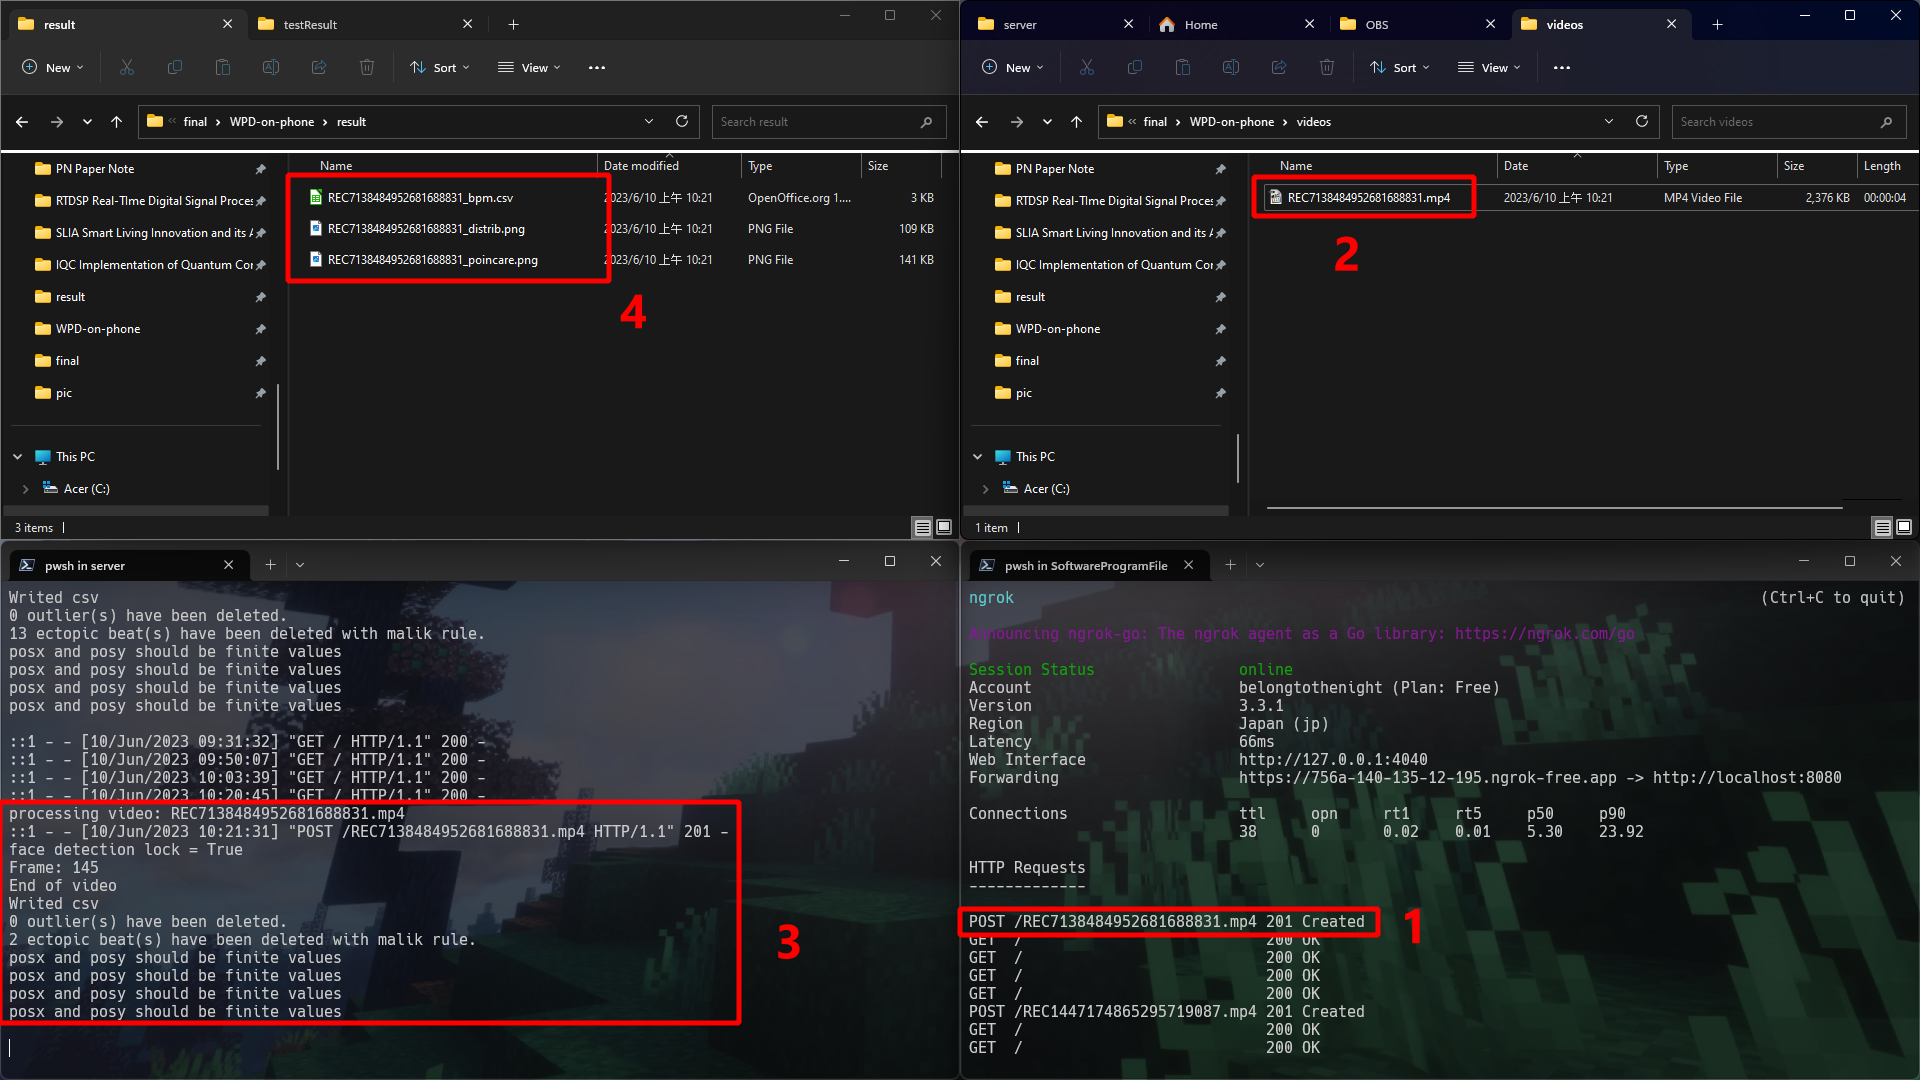 result
testResult
New
Sort
View
final > WPD-on-phone > result
Search result
PN Paper Note
RTDSP Real-TIme Digital Signal Proces
SLIA Smart Living Innovation and its A
IQC Implementation of Quantum Cor
result
WPD-on-phone
final
pic
This PC
Acer (C:)
Name Date modified Type Size
REC7138484952681688831_bpm.csv 2023/6/10 上午 10:21 OpenOffice.org 1.... 3 KB
REC7138484952681688831_distrib.png 2023/6/10 上午 10:21 PNG File 109 KB
REC7138484952681688831_poincare.png 2023/6/10 上午 10:21 PNG File 141 KB
4
3 items
server
Home
OBS
videos
New
Sort
View
final > WPD-on-phone > videos
Search videos
PN Paper Note
RTDSP Real-TIme Digital Signal Proces
SLIA Smart Living Innovation and its A
IQC Implementation of Quantum Cor
result
WPD-on-phone
final
pic
This PC
Acer (C:)
Name Date Type Size Length
REC7138484952681688831.mp4 2023/6/10 上午 10:21 MP4 Video File 2,376 KB 00:00:04
2
1 item
pwsh in server
Writed csv
0 outlier(s) have been deleted.
13 ectopic beat(s) have been deleted with malik rule.
posx and posy should be finite values
posx and posy should be finite values
posx and posy should be finite values
posx and posy should be finite values
::1 - - [10/Jun/2023 09:31:32] "GET / HTTP/1.1" 200 -
::1 - - [10/Jun/2023 09:50:07] "GET / HTTP/1.1" 200 -
::1 - - [10/Jun/2023 10:03:39] "GET / HTTP/1.1" 200 -
::1 - - [10/Jun/2023 10:20:45] "GET / HTTP/1.1" 200 -
processing video: REC7138484952681688831.mp4
::1 - - [10/Jun/2023 10:21:31] "POST /REC7138484952681688831.mp4 HTTP/1.1" 201 -
face detection lock = True
Frame: 145
End of video
Writed csv
0 outlier(s) have been deleted.
2 ectopic beat(s) have been deleted with malik rule.
posx and posy should be finite values
posx and posy should be finite values
posx and posy should be finite values
posx and posy should be finite values
3
pwsh in SoftwareProgramFile
ngrok (Ctrl+C to quit)
Announcing ngrok-go: The ngrok agent as a Go library: https://ngrok.com/go
Session Status online
Account belongtothenight (Plan: Free)
Version 3.3.1
Region Japan (jp)
Latency 66ms
Web Interface http://127.0.0.1:4040
Forwarding https://756a-140-135-12-195.ngrok-free.app -> http://localhost:8080
Connections ttl opn rt1 rt5 p50 p90
38 0 0.02 0.01 5.30 23.92
HTTP Requests
-------------
POST /REC7138484952681688831.mp4 201 Created
1
GET / 200 OK
GET / 200 OK
GET / 200 OK
GET / 200 OK
POST /REC1447174865295719087.mp4 201 Created
GET / 200 OK
GET / 200 OK